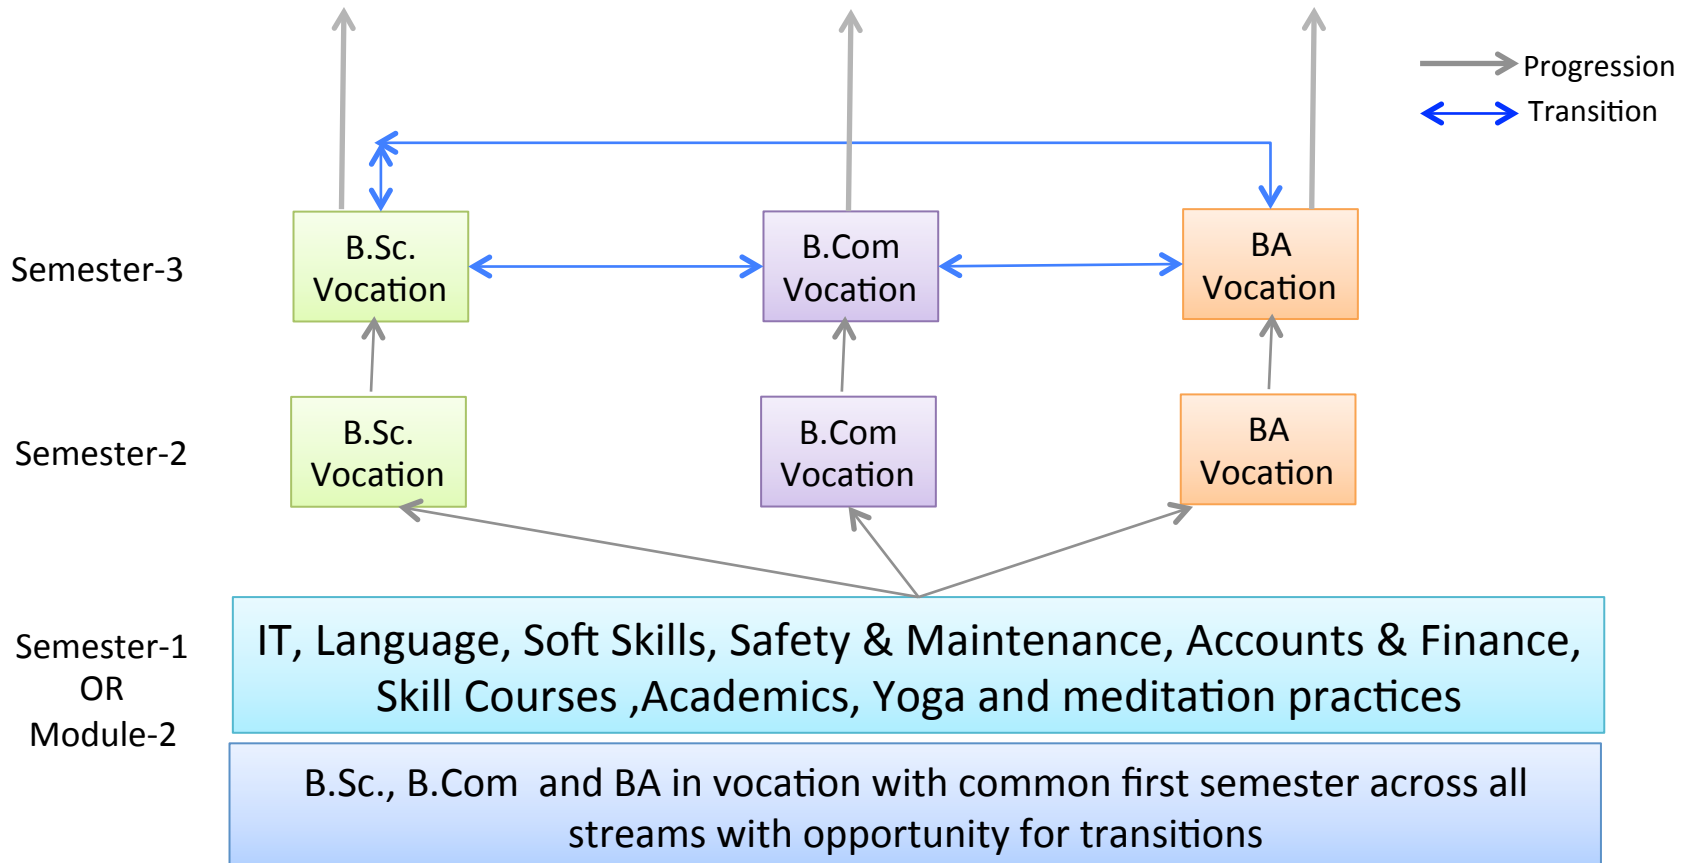 Progression
Transition
Semester-3
B.Sc.
Vocation
B.Com
Vocation
BA
Vocation
Semester-2
B.Sc.
Vocation
B.Com
Vocation
BA
Vocation
Semester-1
OR
Module-2
IT, Language, Soft Skills, Safety & Maintenance, Accounts & Finance,
Skill Courses ,Academics, Yoga and meditation practices
B.Sc., B.Com  and BA in vocation with common first semester across all
streams with opportunity for transitions